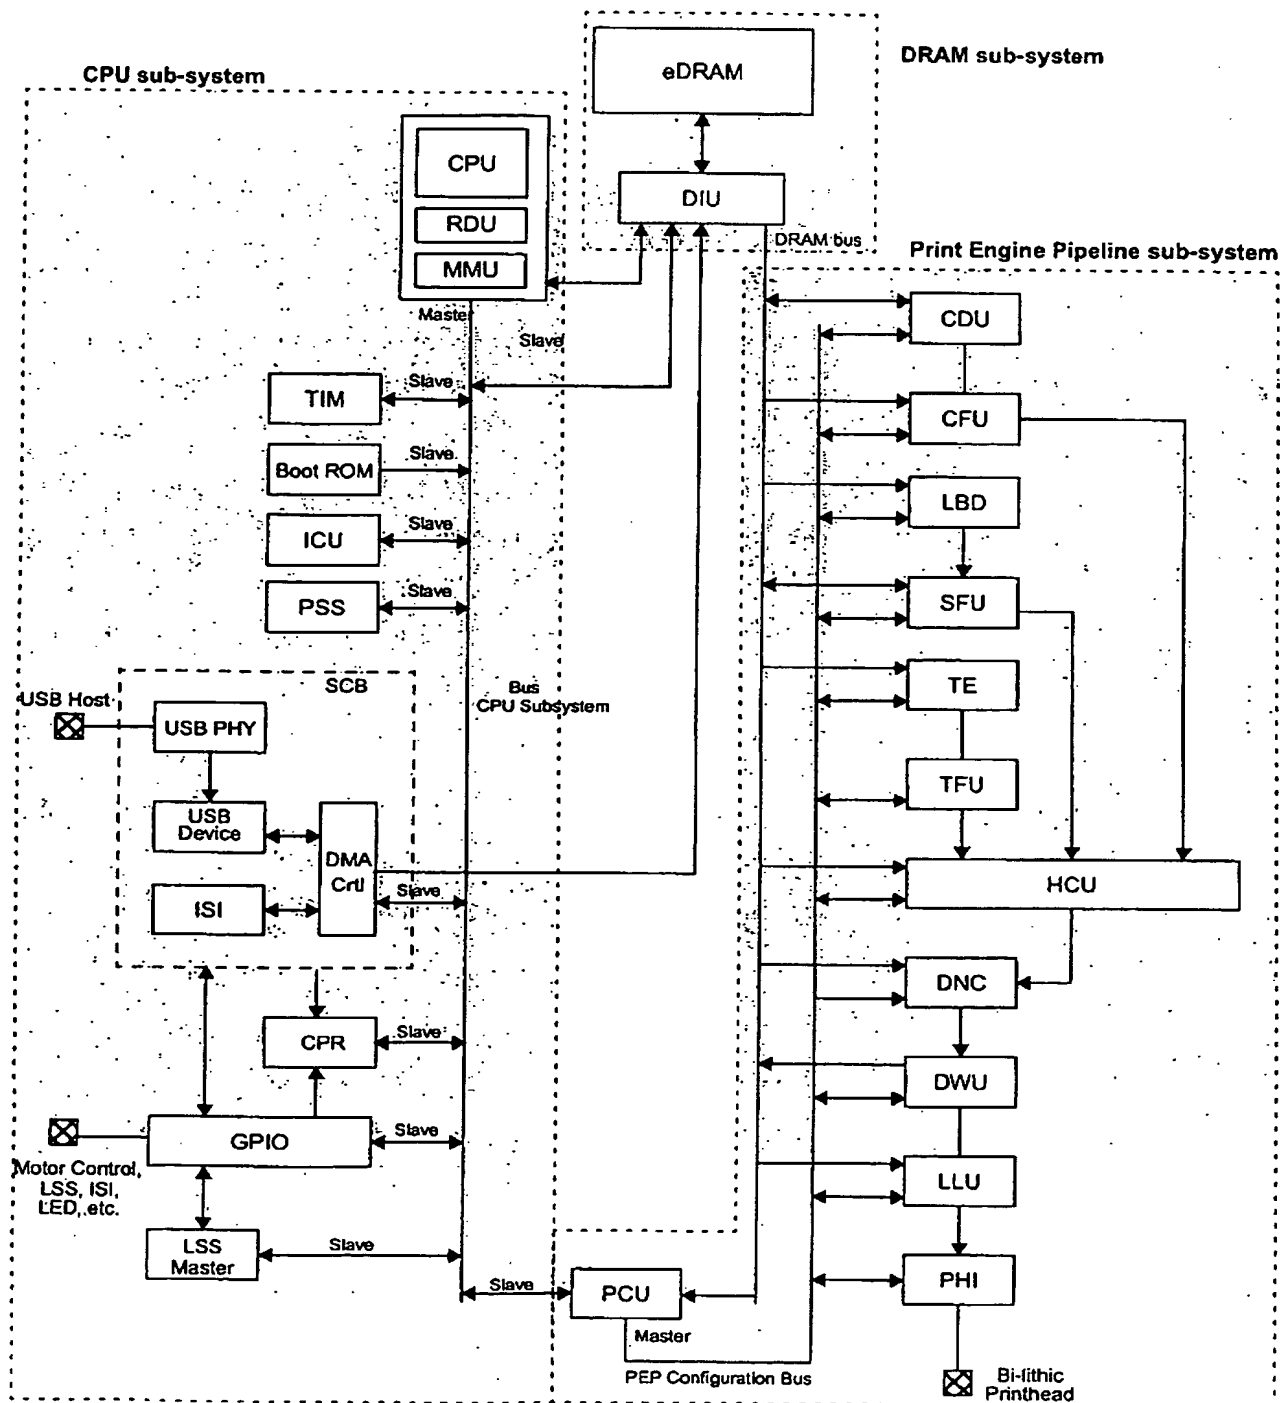 CPU sub-system
DRAM sub-system
eDRAM
DIU
DRAM bus
CPU
RDU
MMU
Master
Slave
Slave
TIM
Slave
Boot ROM
Slave
ICU
Slave
PSS
Bus
CPU Subsystem
SCB
USB Host
USB PHY
USB
Device
DMA
Crtl
Slave
ISI
CPR
Slave
GPIO
Slave
Motor Control,
LSS, ISI,
LED, etc.
LSS
Master
Slave
Slave
PCU
Master
PEP Configuration Bus
Print Engine Pipeline sub-system
CDU
CFU
LBD
SFU
TE
TFU
HCU
DNC
DWU
LLU
PHI
Bi-lithic
Printhead